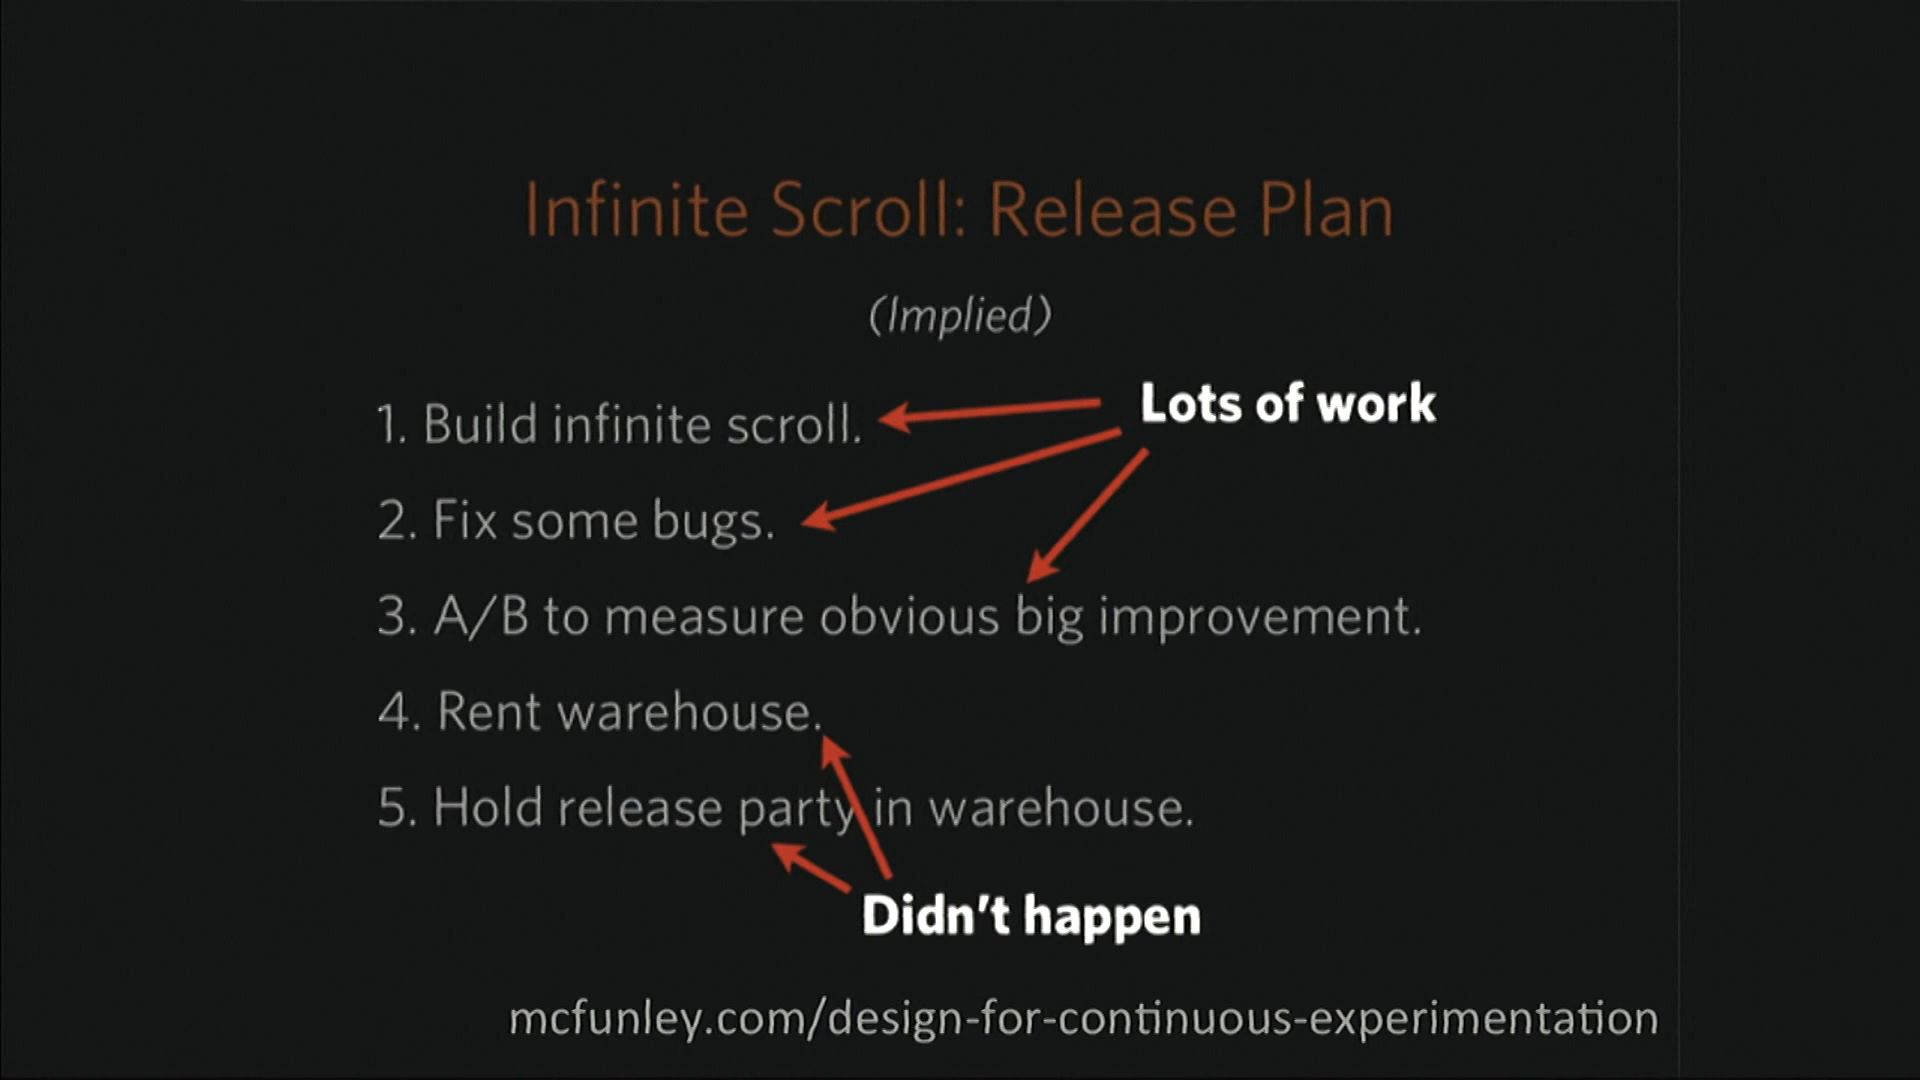 Infinite Scroll: Release Plan
(Implied)
Lots of work
1. Build infinite scroll.
2. Fix some bugs.
3. A/B to measure obvious big improvement.
4. Rent warehouse.
5. Hold release party in warehouse.
Didn't happen
mcfunley.com/design-for-continuous-experimentation